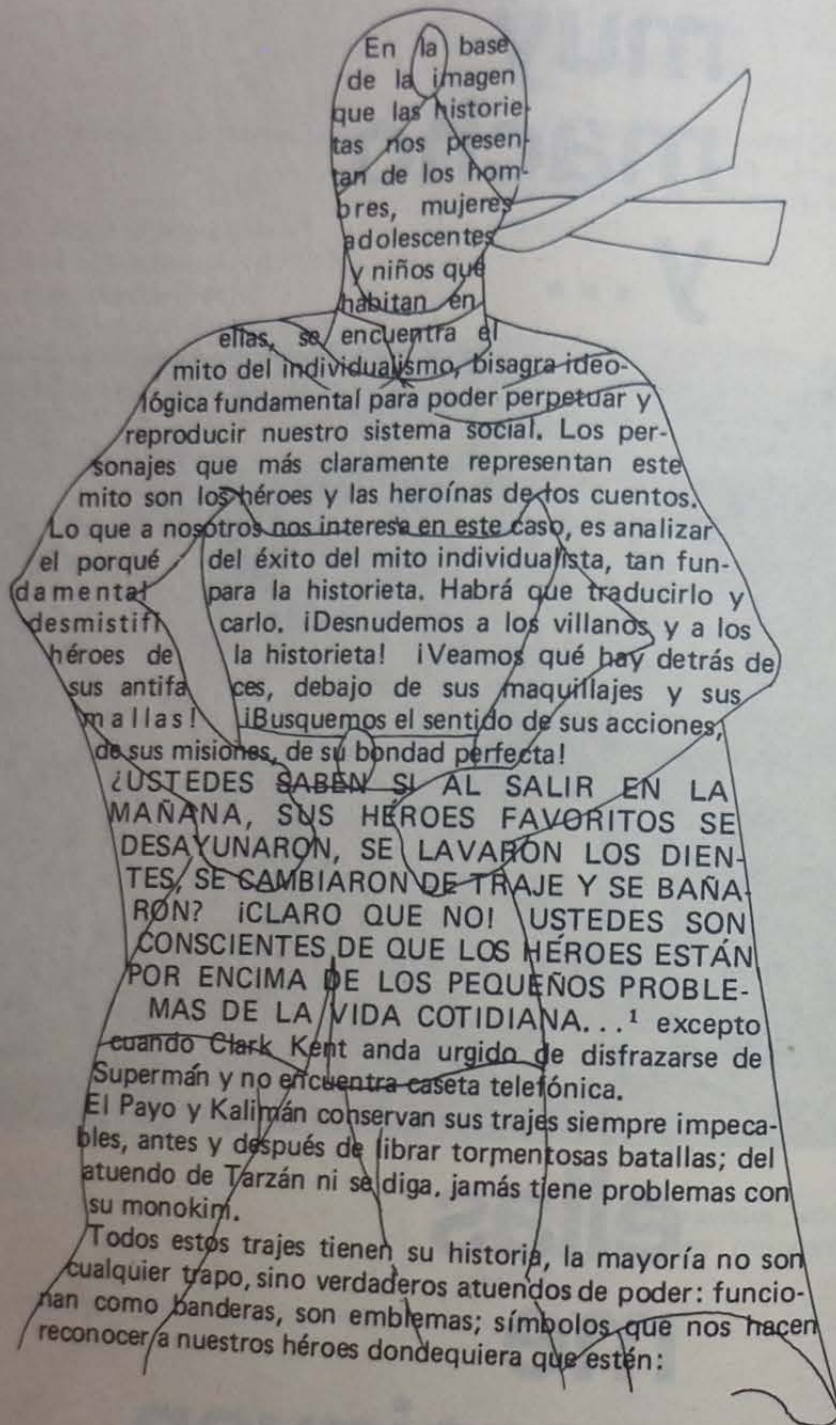 En la base
de la imagen
que las historie-
tas nos presen-
tan de los hom-
bres, mujeres
adolescentes
y niños que
habitan en
ellas, se encuentra el
mito del individualismo, bisagra ideo-
lógica fundamental para poder perpetuar y
reproducir nuestro sistema social. Los per-
sonajes que más claramente representan este
mito son los héroes y las heroínas de los cuentos.
Lo que a nosotros nos interesa en este caso, es analizar
el porqué del éxito del mito individualista, tan fun-
damental para la historieta. Habrá que traducirlo y
desmistifi carlo. ¡Desnudemos a los villanos y a los
héroes de la historieta! ¡Veamos qué hay detrás de
sus antifa ces, debajo de sus maquillajes y sus
mallas! ¡Busquemos el sentido de sus acciones,
de sus misiones, de su bondad perfecta!
¿USTEDES SABEN SI AL SALIR EN LA
MAÑANA, SUS HÉROES FAVORITOS SE
DESAYUNARON, SE LAVARON LOS DIEN-
TES, SE CAMBIARON DE TRAJE Y SE BAÑA-
RON? ¡CLARO QUE NO! USTEDES SON
CONSCIENTES DE QUE LOS HÉROES ESTÁN
POR ENCIMA DE LOS PEQUEÑOS PROBLE-
MAS DE LA VIDA COTIDIANA...¹ excepto
cuando Clark Kent anda urgido de disfrazarse de
Supermán y no encuentra caseta telefónica.
El Payo y Kalimán conservan sus trajes siempre impeca-
bles, antes y después de librar tormentosas batallas; del
atuendo de Tarzán ni se diga, jamás tiene problemas con
su monokini.
Todos estos trajes tienen su historia, la mayoría no son
cualquier trapo, sino verdaderos atuendos de poder: funcio-
nan como banderas, son emblemas; símbolos que nos hacen
reconocer a nuestros héroes dondequiera que estén: